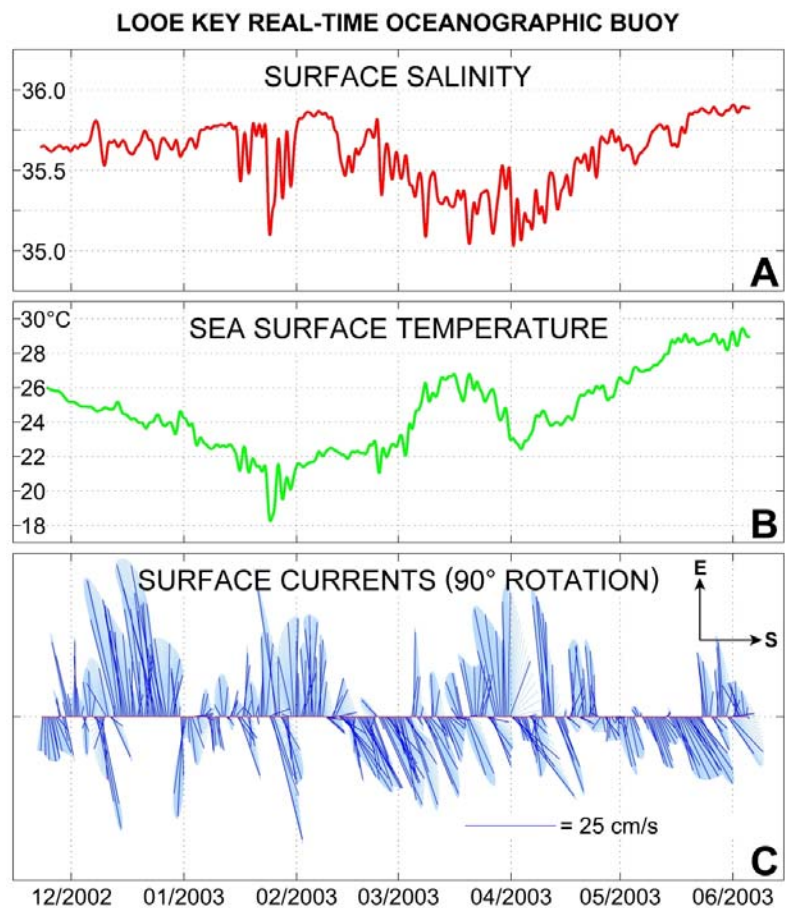 LOOE KEY REAL-TIME OCEANOGRAPHIC BUOY
SURFACE SALINITY
36.0
35.5
35.0
A
30°C
SEA SURFACE TEMPERATURE
28
26
24
22
20
18
B
SURFACE CURRENTS (90° ROTATION)
E
S
= 25 cm/s
C
12/2002 01/2003 02/2003 03/2003 04/2003 05/2003 06/2003